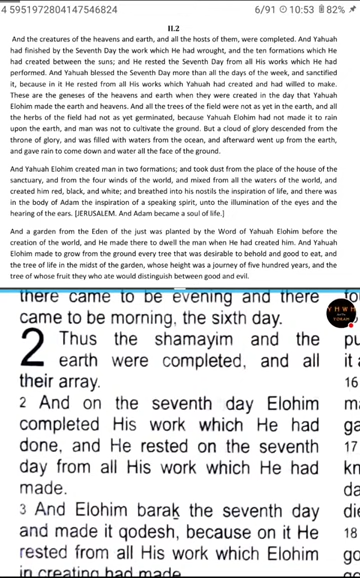 4 5951972804147546824 6/91 10:53 82%
II.2
And the creatures of the heavens and earth, and all the hosts of them, were completed. And Yahuah
had finished by the Seventh Day the work which He had wrought, and the ten formations which He
had created between the suns; and He rested the Seventh Day from all His works which He had
performed. And Yahuah blessed the Seventh Day more than all the days of the week, and sanctified
it, because in it He rested from all His works which Yahuah had created and had willed to make.
These are the geneses of the heavens and earth when they were created in the day that Yahuah
Elohim made the earth and heavens. And all the trees of the field were not as yet in the earth, and all
the herbs of the field had not as yet germinated, because Yahuah Elohim had not made it to rain
upon the earth, and man was not to cultivate the ground. But a cloud of glory descended from the
throne of glory, and was filled with waters from the ocean, and afterward went up from the earth,
and gave rain to come down and water all the face of the ground.
And Yahuah Elohim created man in two formations; and took dust from the place of the house of the
sanctuary, and from the four winds of the world, and mixed from all the waters of the world, and
created him red, black, and white; and breathed into his nostils the inspiration of life, and there was
in the body of Adam the inspiration of a speaking spirit, unto the illumination of the eyes and the
hearing of the ears. [JERUSALEM. And Adam became a soul of life.]
And a garden from the Eden of the just was planted by the Word of Yahuah Elohim before the
creation of the world, and He made there to dwell the man when He had created him. And Yahuah
Elohim made to grow from the ground every tree that was desirable to behold and good to eat, and
the tree of life in the midst of the garden, whose height was a journey of five hundred years, and the
tree of whose fruit they who ate would distinguish between good and evil.
there came to be evening and there
came to be morning, the sixth day.
2 Thus the shamayim and the
earth were completed, and all
their array.
2 And on the seventh day Elohim
completed His work which He had
done, and He rested on the seventh
day from all His work which He had
made.
3 And Elohim baraḵ the seventh day
and made it qodesh, because on it He
rested from all His work which Elohim
in creating had made.
fo
YHWH
FORAH
pu
it a
16
m
ga
17
kn
da
die
18
go